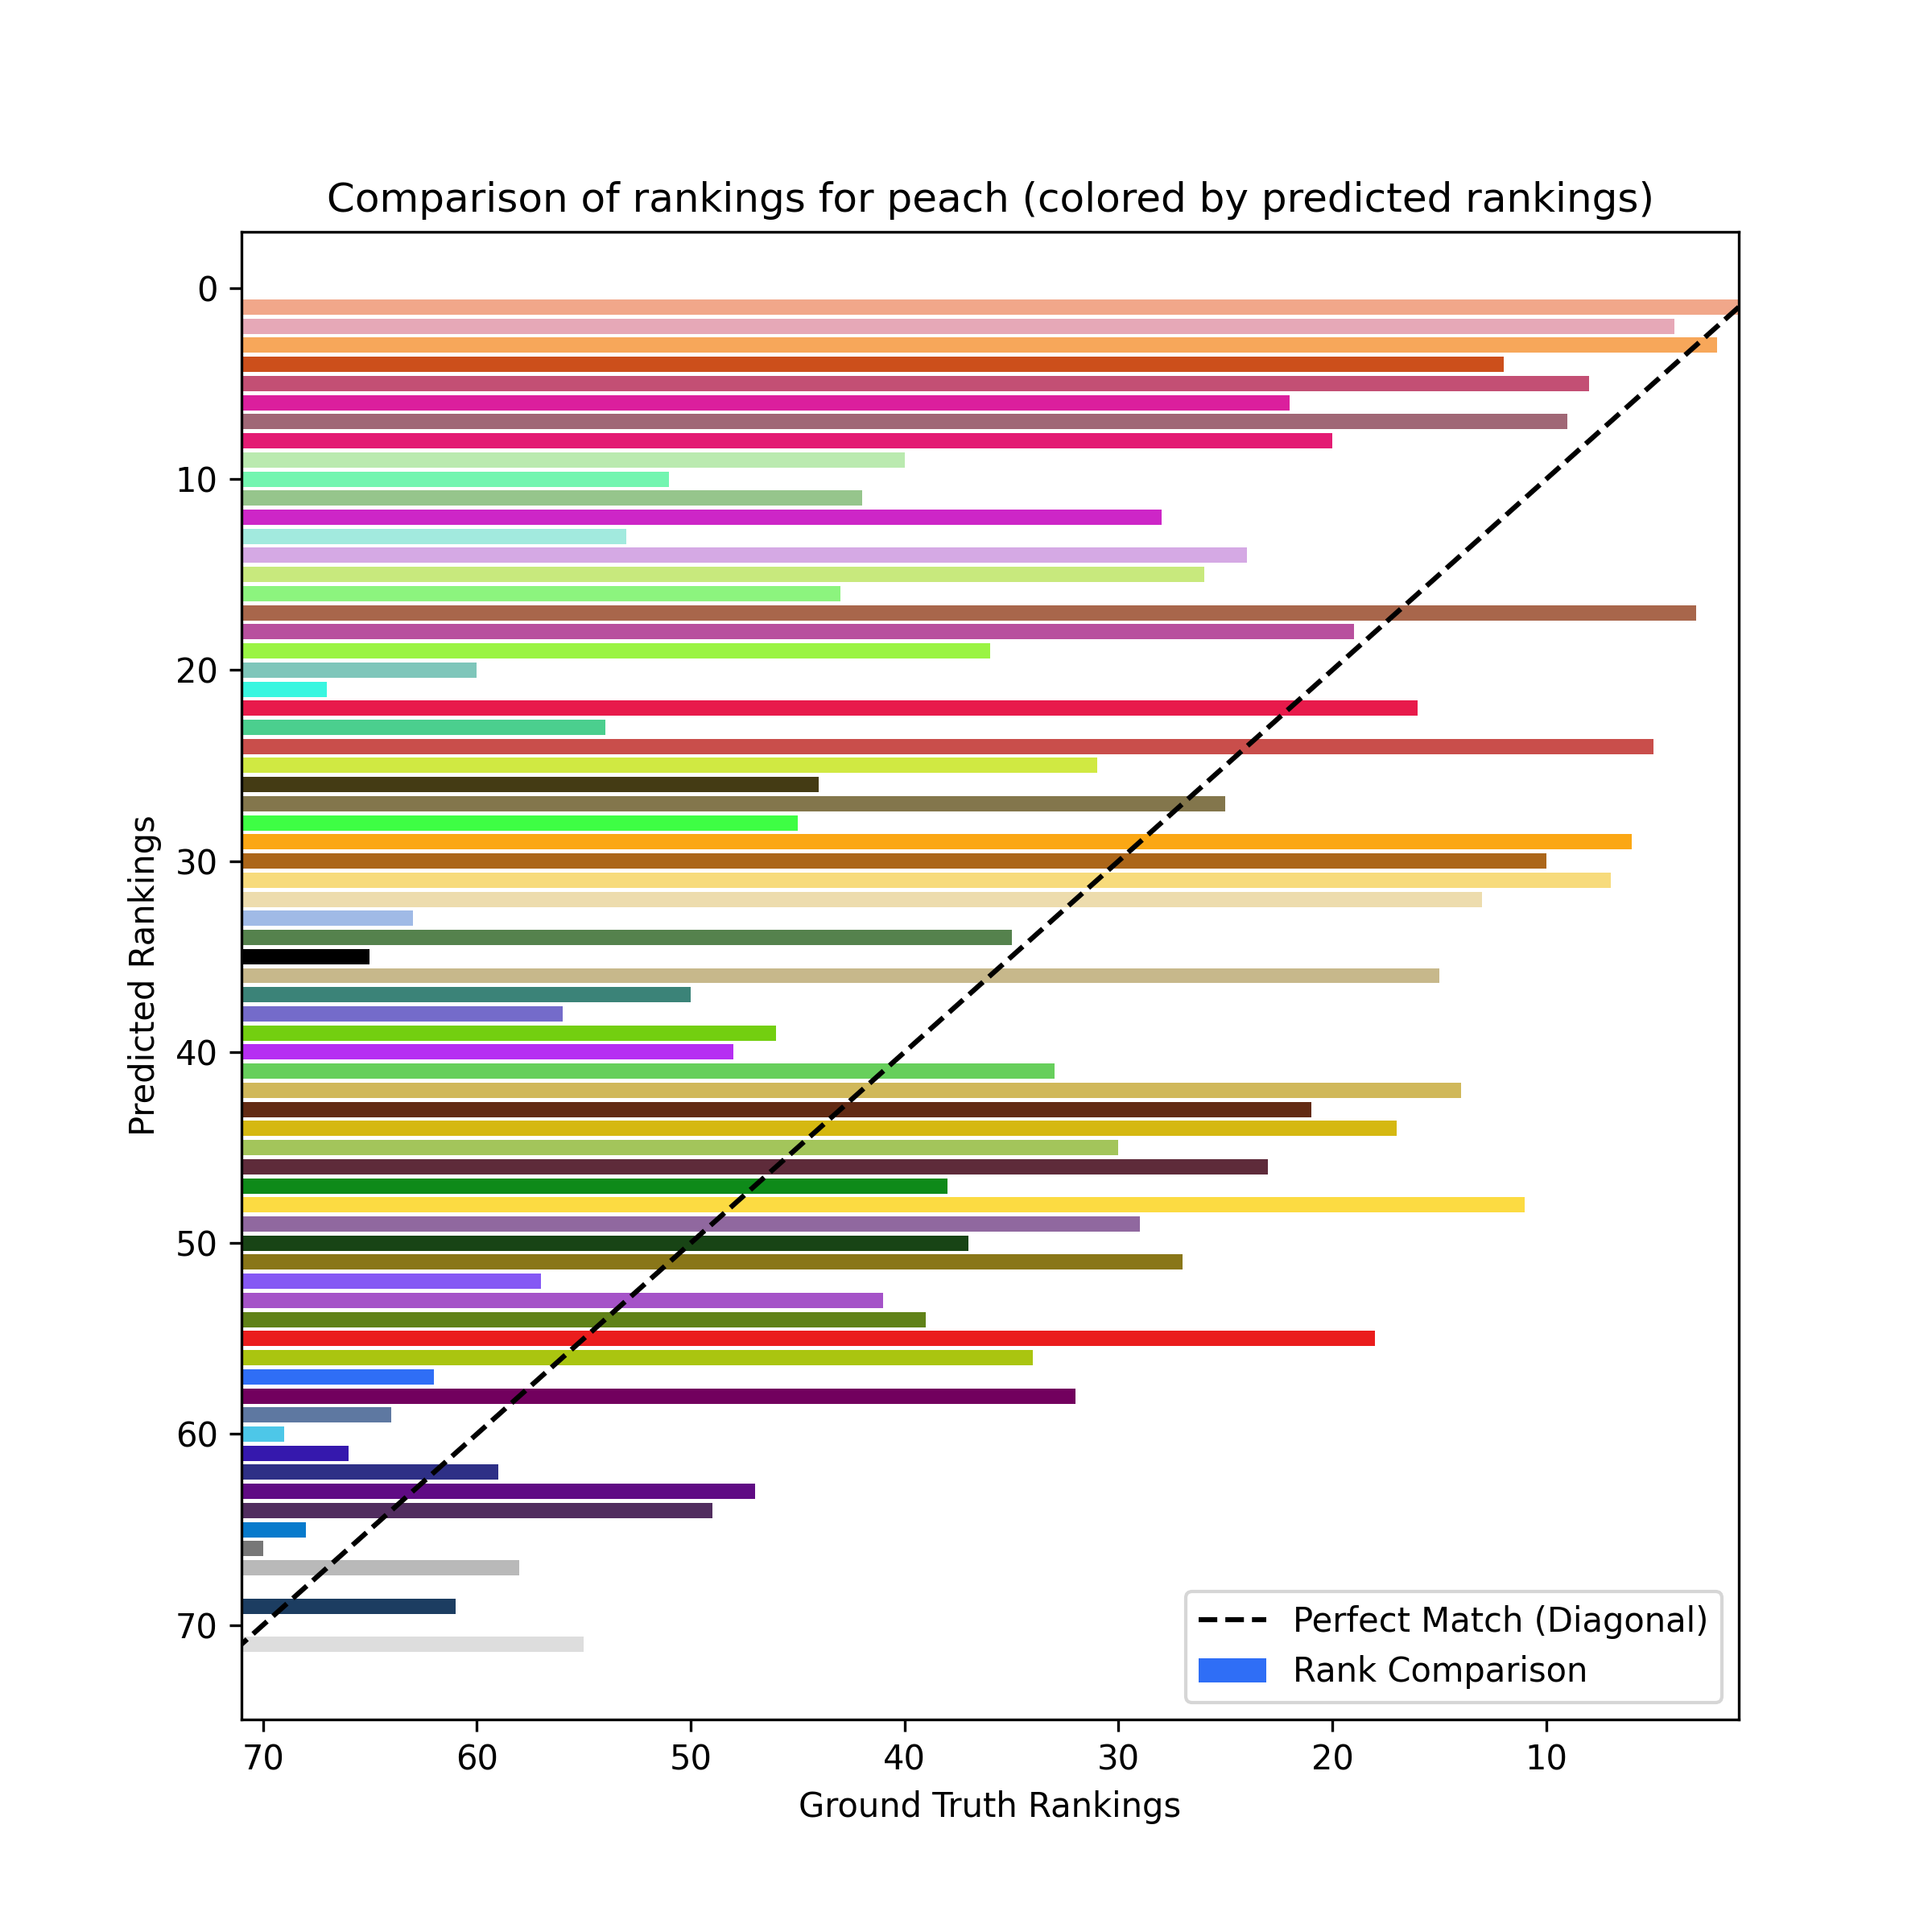 Comparison of rankings for peach (colored by predicted rankings)
0
10
20
30
40
50
60
70
Predicted Rankings
70 60 50 40 30 20 10
Ground Truth Rankings
Perfect Match (Diagonal)
Rank Comparison